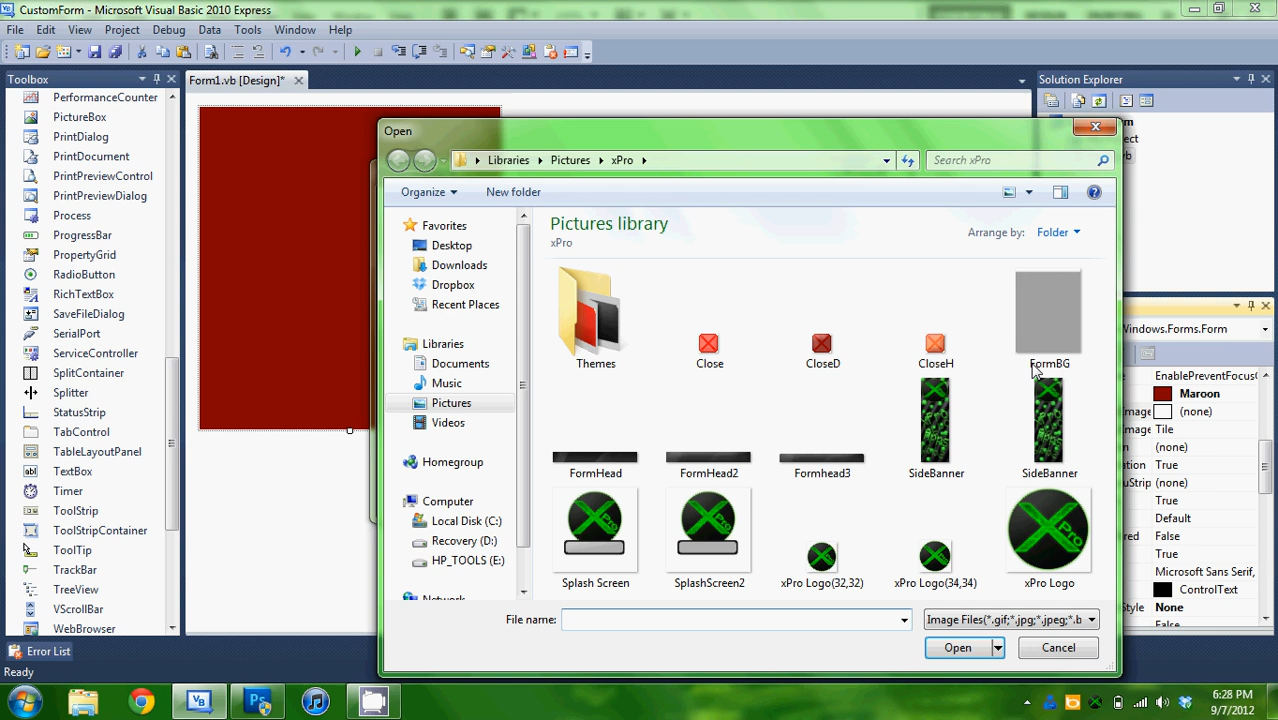 CustomForm - Microsoft Visual Basic 2010 Express
File Edit View Project Debug Data Tools Window Help
Toolbox
PerformanceCounter
PictureBox
PrintDialog
PrintDocument
PrintPreviewControl
PrintPreviewDialog
Process
ProgressBar
PropertyGrid
RadioButton
RichTextBox
SaveFileDialog
SerialPort
ServiceController
SplitContainer
Splitter
StatusStrip
TabControl
TableLayoutPanel
TextBox
Timer
ToolStrip
ToolStripContainer
ToolTip
TrackBar
TreeView
VScrollBar
WebBrowser
Error List
Ready
Form1.vb [Design]*
Open
Libraries Pictures xPro
Search xPro
Organize New folder
Favorites
Desktop
Downloads
Dropbox
Recent Places
Libraries
Documents
Music
Pictures
Videos
Homegroup
Computer
Local Disk (C:)
Recovery (D:)
HP_TOOLS (E:)
Pictures library
xPro
Arrange by: Folder
Themes Close CloseD CloseH FormBG
FormHead FormHead2 Formhead3 SideBanner SideBanner
Splash Screen SplashScreen2 xPro Logo(32,32) xPro Logo(34,34) xPro Logo
File name:
Image Files(*.gif;*.jpg;*.jpeg;*.b
Open Cancel
Solution Explorer
Windows.Forms.Form
EnablePreventFocusC
Maroon
(none)
Tile
(none)
True
(none)
True
Default
False
True
Microsoft Sans Serif,
ControlText
None
False
6:28 PM
9/7/2012